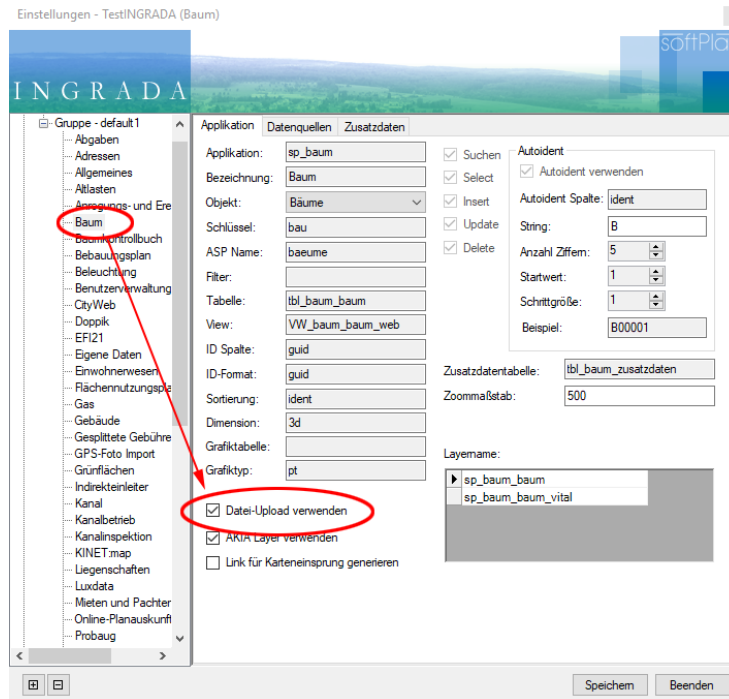 Einstellungen - TestINGRADA (Baum)
softPla
INGRADA
Gruppe - default1
Abgaben
Adressen
Allgemeines
Altlasten
Anregungs- und Ere
Baum
Baumkontrollbuch
Bebauungsplan
Beleuchtung
Benutzerverwaltung
CityWeb
Doppik
EFI21
Eigene Daten
Einwohnerwesen
Flächennutzungspla
Gas
Gebäude
Gesplittete Gebühre
GPS-Foto Import
Grünflächen
Indirekteinleiter
Kanal
Kanalbetrieb
Kanalinspektion
KINET:map
Liegenschaften
Luxdata
Mieten und Pachten
Online-Planauskunft
Probaug
Applikation Datenquellen Zusatzdaten
Applikation: sp_baum
Bezeichnung: Baum
Objekt: Bäume
Schlüssel: bau
ASP Name: baeume
Filter:
Tabelle: tbl_baum_baum
View: VW_baum_baum_web
ID Spalte: guid
ID-Format: guid
Sortierung: ident
Dimension: 3d
Grafiktabelle:
Grafiktyp: pt
Datei-Upload verwenden
AKIA Layer verwenden
Link für Karteneinsprung generieren
Suchen
Select
Insert
Update
Delete
Autoident
Autoident verwenden
Autoident Spalte: ident
String: B
Anzahl Ziffern: 5
Startwert: 1
Schrittgröße: 1
Beispiel: B00001
Zusatzdatentabelle: tbl_baum_zusatzdaten
Zoommaßstab: 500
Layername:
sp_baum_baum
sp_baum_baum_vital
Speichern Beenden